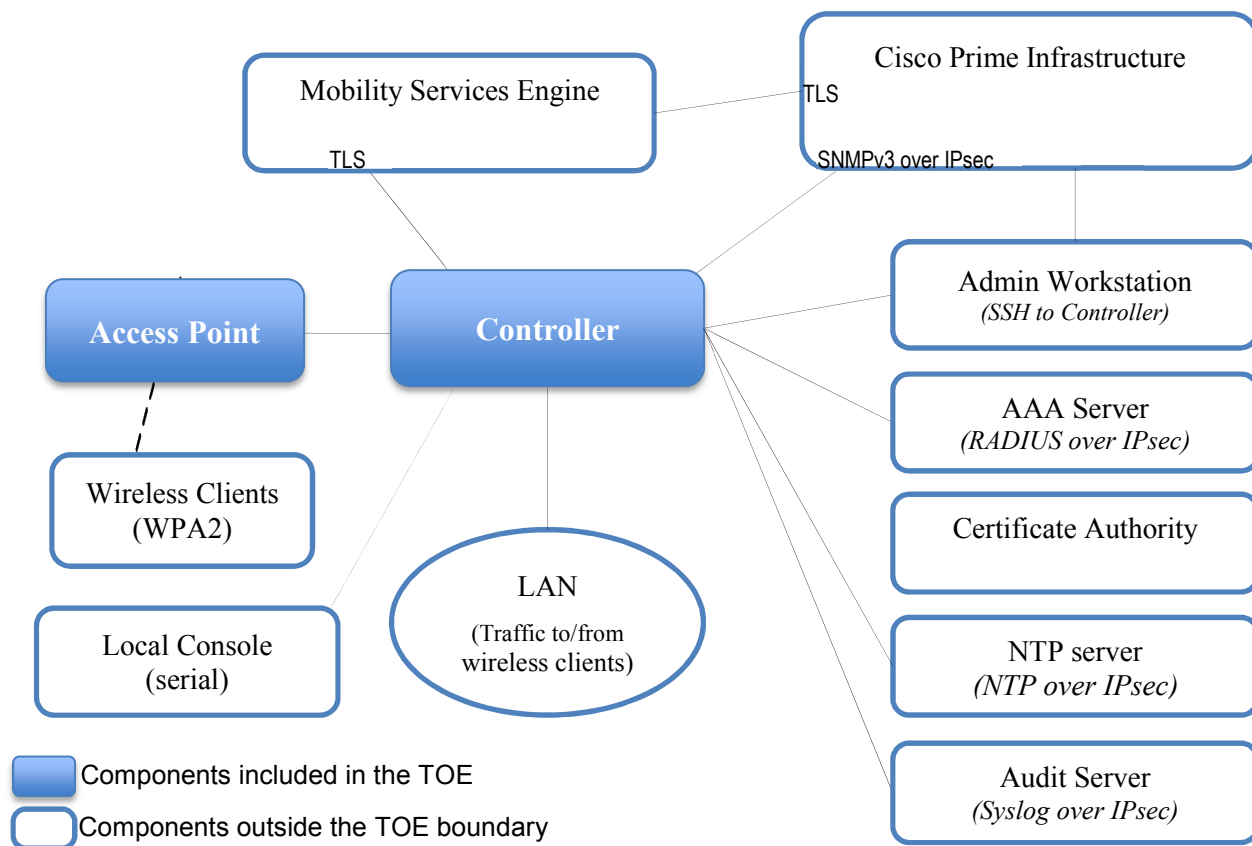 Mobility Services Engine
TLS
Cisco Prime Infrastructure
TLS
SNMPv3 over IPsec
Access Point
Controller
Admin Workstation
(SSH to Controller)
AAA Server
(RADIUS over IPsec)
Wireless Clients
(WPA2)
Certificate Authority
LAN
(Traffic to/from
wireless clients)
Local Console
(serial)
NTP server
(NTP over IPsec)
Audit Server
(Syslog over IPsec)
Components included in the TOE
Components outside the TOE boundary